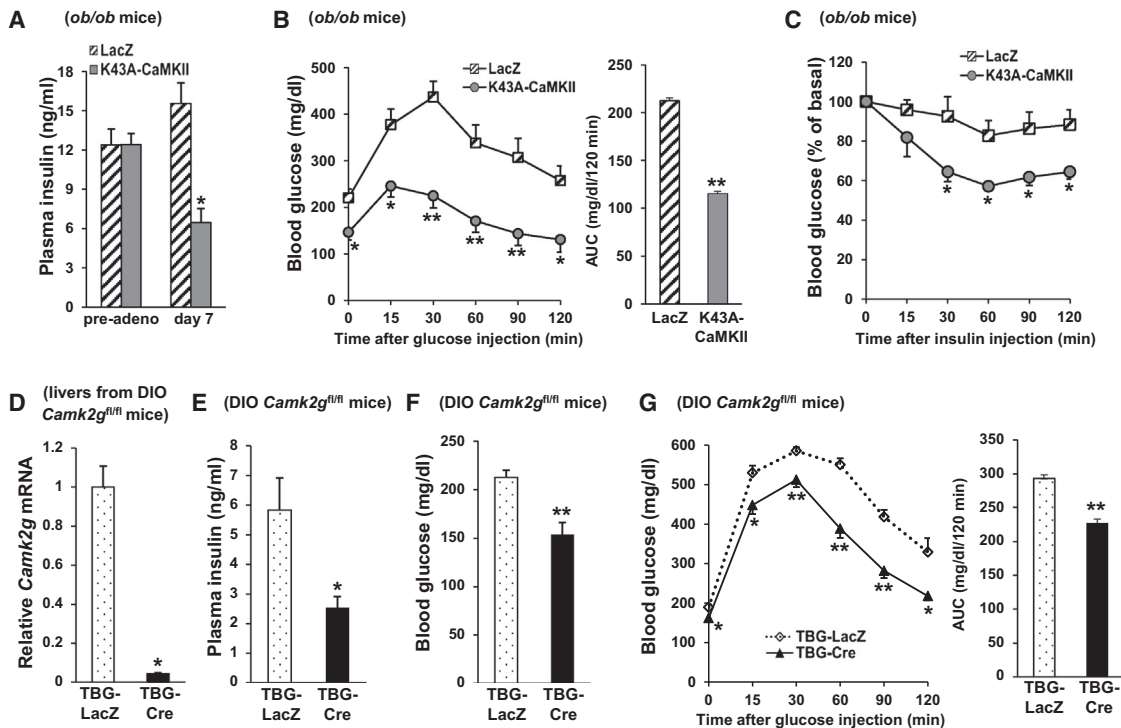 A
(ob/ob mice)
LacZ
K43A-CaMKII
Plasma insulin (ng/ml)
18
15
12
9
6
3
0
*
pre-adeno
day 7
B
(ob/ob mice)
LacZ
K43A-CaMKII
Blood glucose (mg/dl)
500
400
300
200
100
0
*
*
**
**
**
*
0
15
30
60
90
120
Time after glucose injection (min)
AUC (mg/dl/120 min)
250
200
150
100
50
0
**
LacZ
K43A-
CaMKII
C
(ob/ob mice)
LacZ
K43A-CaMKII
Blood glucose (% of basal)
120
100
80
60
40
20
0
*
*
*
*
0
15
30
60
90
120
Time after insulin injection (min)
D
(livers from DIO
Camk2gfl/fl mice)
Relative Camk2g mRNA
1.2
1
0.8
0.6
0.4
0.2
0
*
TBG-
LacZ
TBG-
Cre
E
(DIO Camk2gfl/fl mice)
Plasma insulin (ng/ml)
8
7
6
5
4
3
2
1
0
*
TBG-
LacZ
TBG-
Cre
F
(DIO Camk2gfl/fl mice)
Blood glucose (mg/dl)
250
200
150
100
50
0
**
TBG-
LacZ
TBG-
Cre
G
(DIO Camk2gfl/fl mice)
Blood glucose (mg/dl)
600
500
400
300
200
100
0
*
*
**
**
**
*
TBG-LacZ
TBG-Cre
0
15
30
60
90
120
Time after glucose injection (min)
AUC (mg/dl/120 min)
350
300
250
200
150
100
50
0
**
TBG-
LacZ
TBG-
Cre